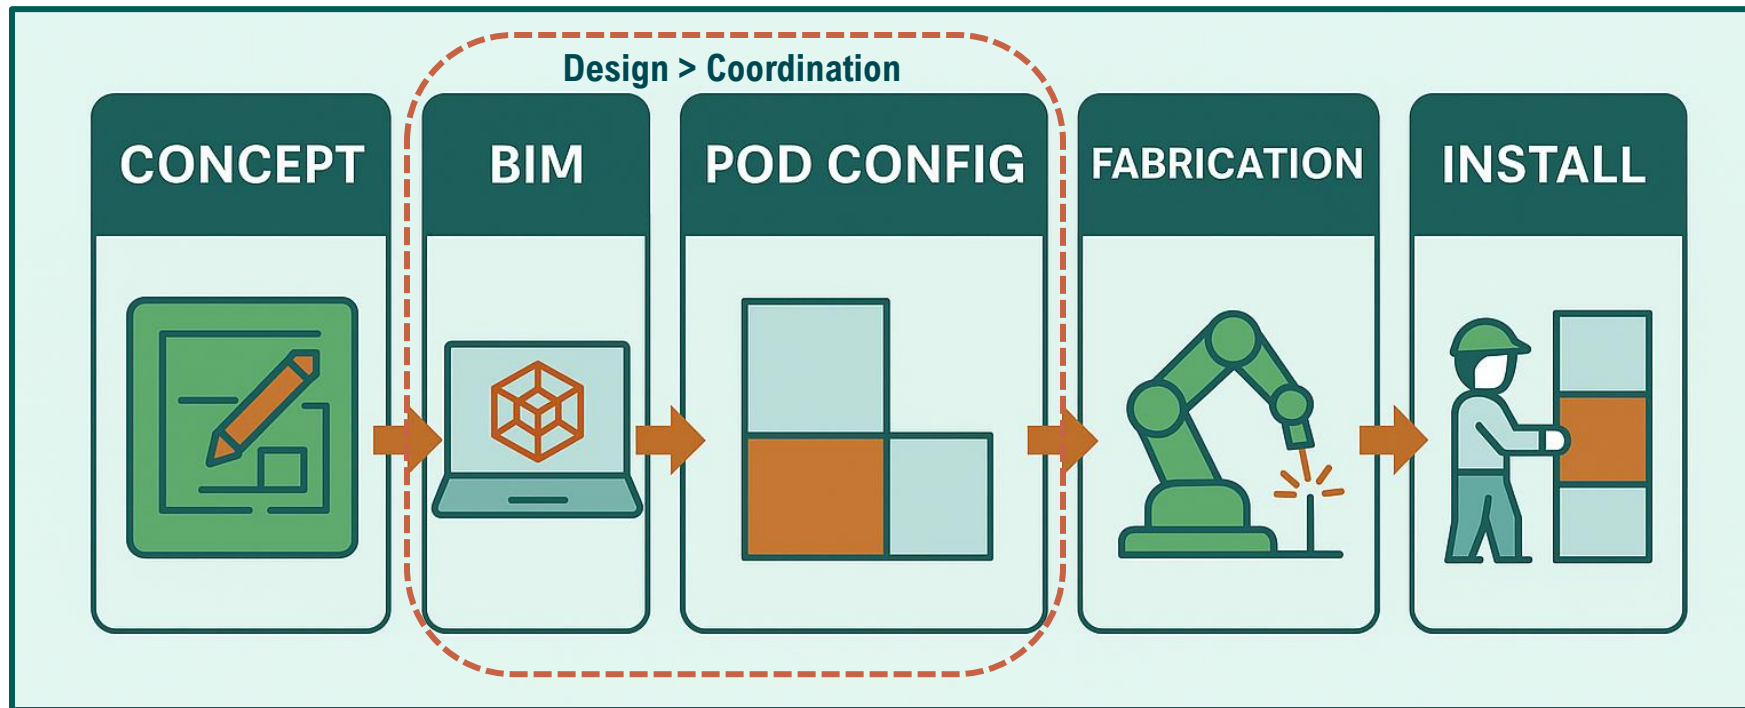 Design > Coordination
CONCEPT
BIM
POD CONFIG
FABRICATION
INSTALL